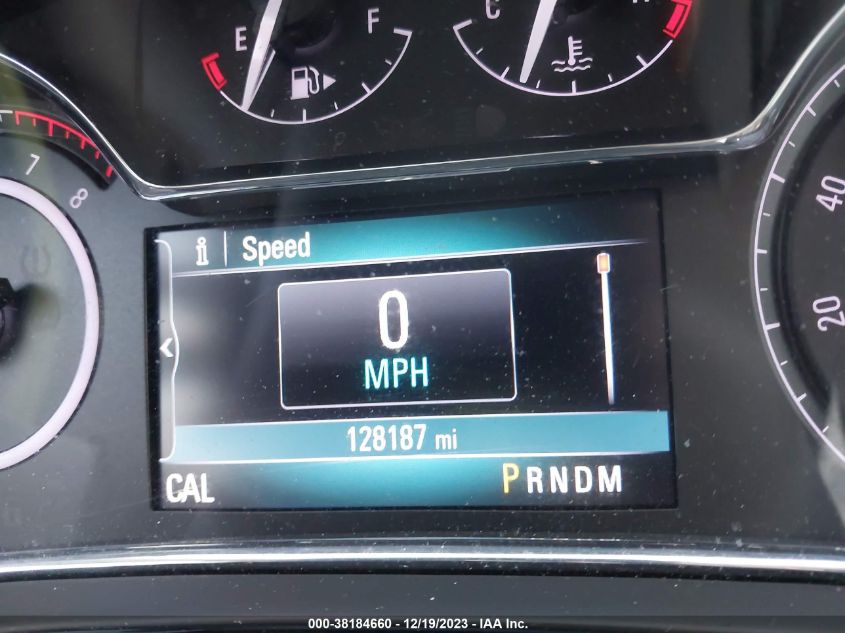 E F C
7
8
i Speed
0
MPH
40
20
128187 mi
CAL PRNDM
000-38184660 - 12/19/2023 - IAA Inc.